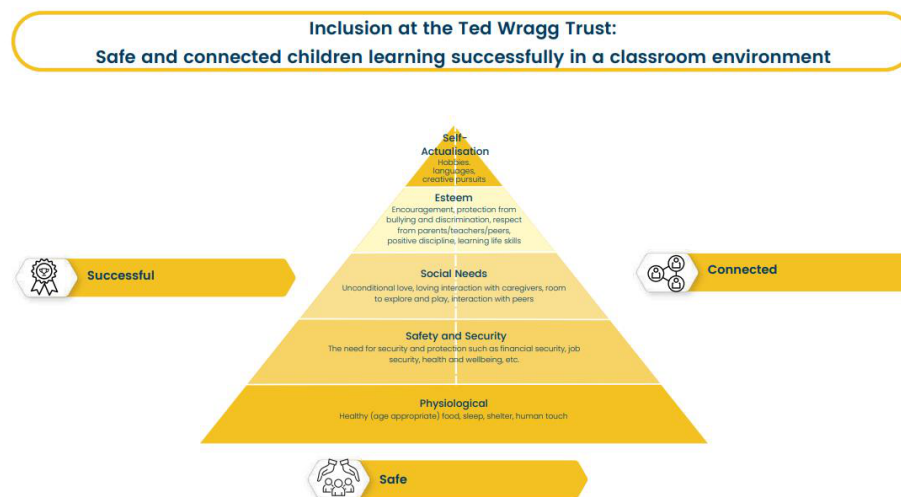 Inclusion at the Ted Wragg Trust:
Safe and connected children learning successfully in a classroom environment
Self-
Actualisation
Hobbies.
languages,
creative pursuits
Esteem
Encouragement, protection from
bullying and discrimination, respect
from parents/teachers/peers,
positive discipline, learning life skills
Successful
Connected
Social Needs
Unconditional love, loving interaction with caregivers, room
to explore and play, interaction with peers
Safety and Security
The need for security and protection such as financial security, job
security, health and wellbeing, etc.
Physiological
Healthy (age appropriate) food, sleep, shelter, human touch
Safe